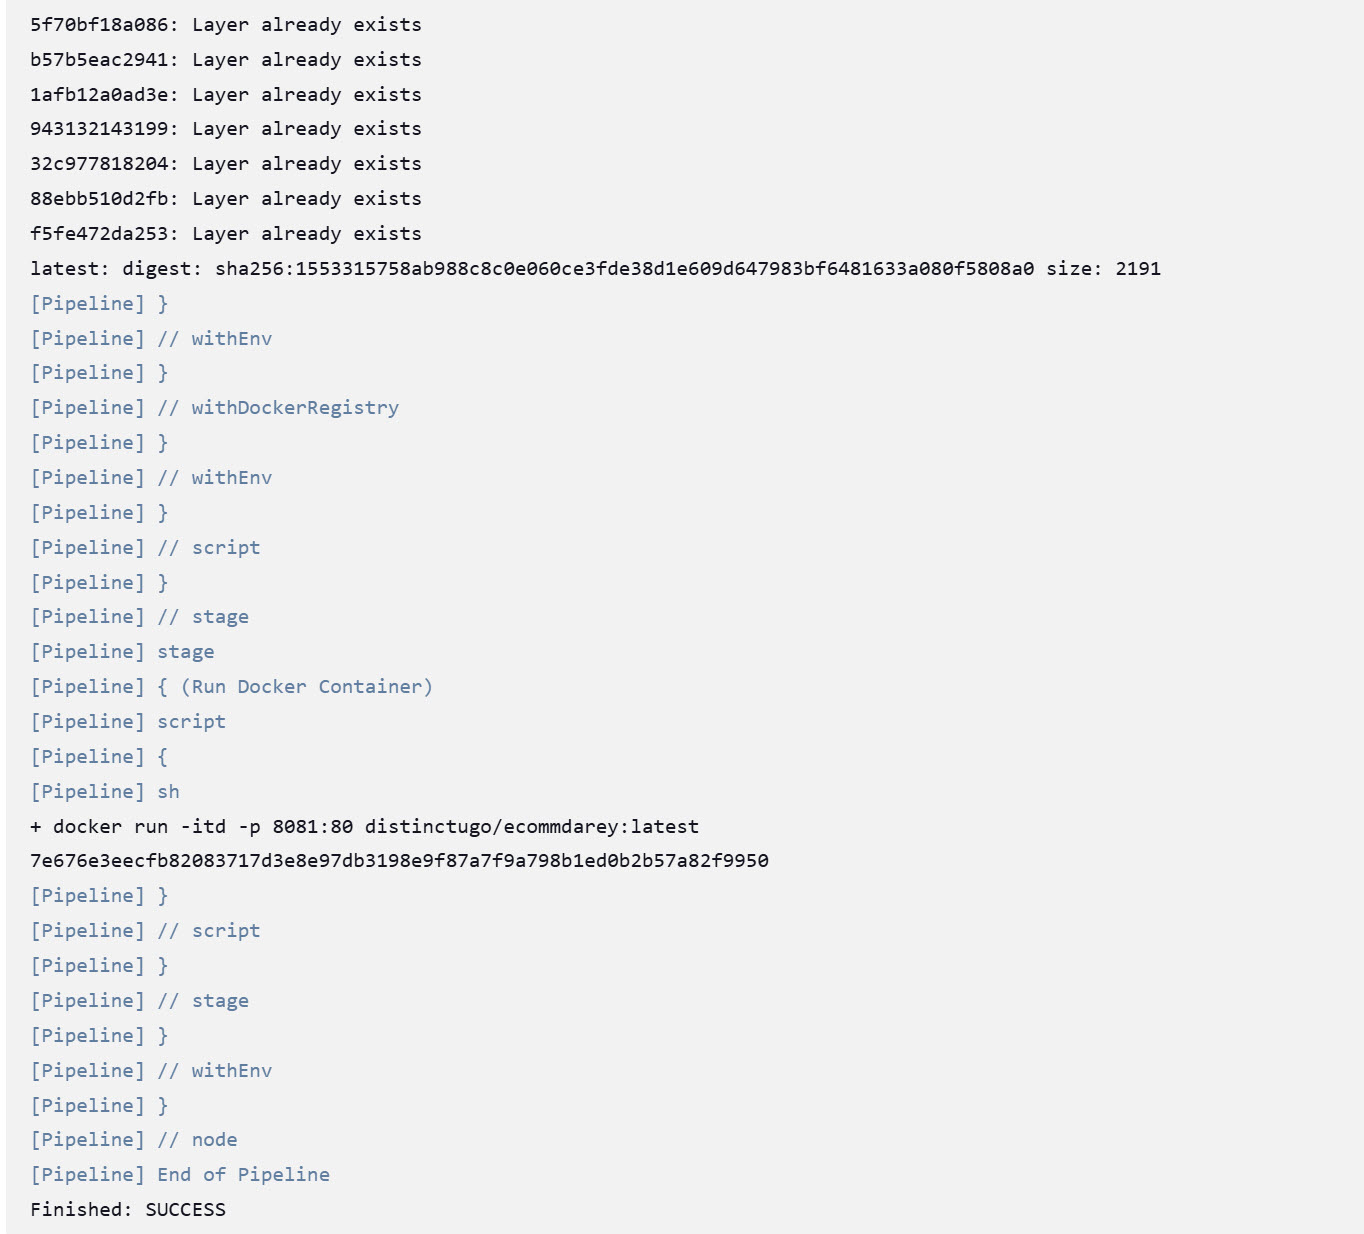 5f70bf18a086: Layer already exists
b57b5eac2941: Layer already exists
1afb12a0ad3e: Layer already exists
943132143199: Layer already exists
32c977818204: Layer already exists
88ebb510d2fb: Layer already exists
f5fe472da253: Layer already exists
latest: digest: sha256:1553315758ab988c8c0e060ce3fde38d1e609d647983bf6481633a080f5808a0 size: 2191
[Pipeline] }
[Pipeline] // withEnv
[Pipeline] }
[Pipeline] // withDockerRegistry
[Pipeline] }
[Pipeline] // withEnv
[Pipeline] }
[Pipeline] // script
[Pipeline] }
[Pipeline] // stage
[Pipeline] stage
[Pipeline] { (Run Docker Container)
[Pipeline] script
[Pipeline] {
[Pipeline] sh
+ docker run -itd -p 8081:80 distinctugo/ecommdarey:latest
7e676e3eecfb82083717d3e8e97db3198e9f87a7f9a798b1ed0b2b57a82f9950
[Pipeline] }
[Pipeline] // script
[Pipeline] }
[Pipeline] // stage
[Pipeline] }
[Pipeline] // withEnv
[Pipeline] }
[Pipeline] // node
[Pipeline] End of Pipeline
Finished: SUCCESS